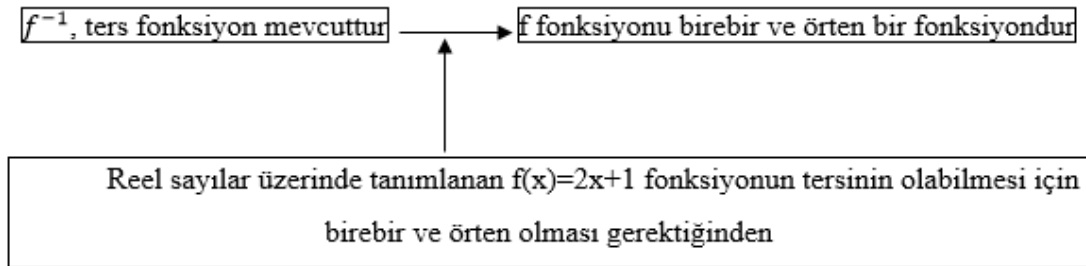 f⁻¹, ters fonksiyon mevcuttur
f fonksiyonu birebir ve örten bir fonksiyondur
Reel sayılar üzerinde tanımlanan f(x)=2x+1 fonksiyonun tersinin olabilmesi için
birebir ve örten olması gerektiğinden